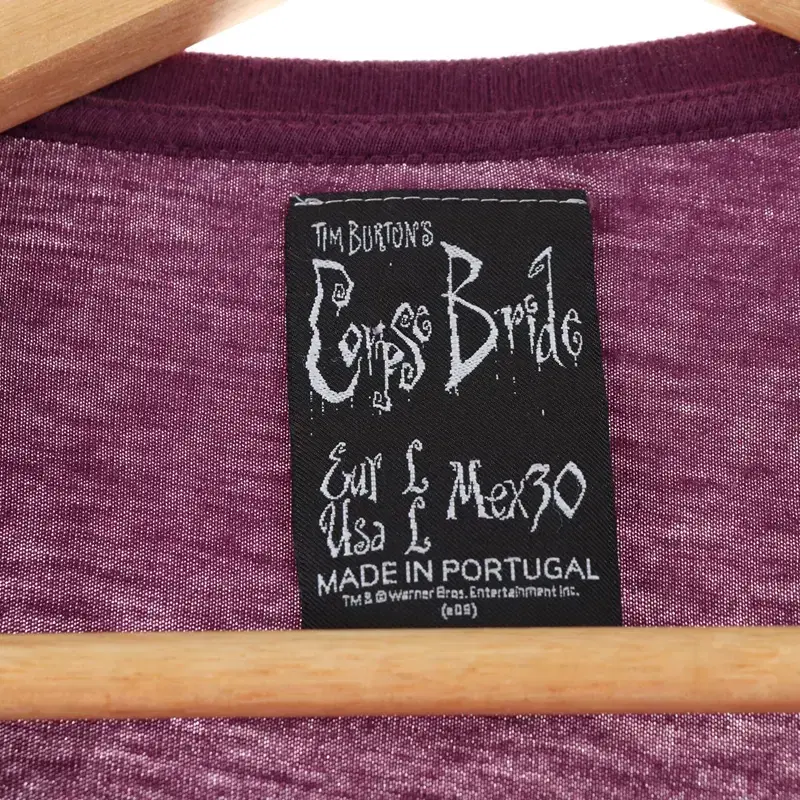 TIM BURTON'S
Corpse Bride
Eur L Mex30
Usa L
MADE IN PORTUGAL
TM & © Warner Bros. Entertainment Inc.
(s09)